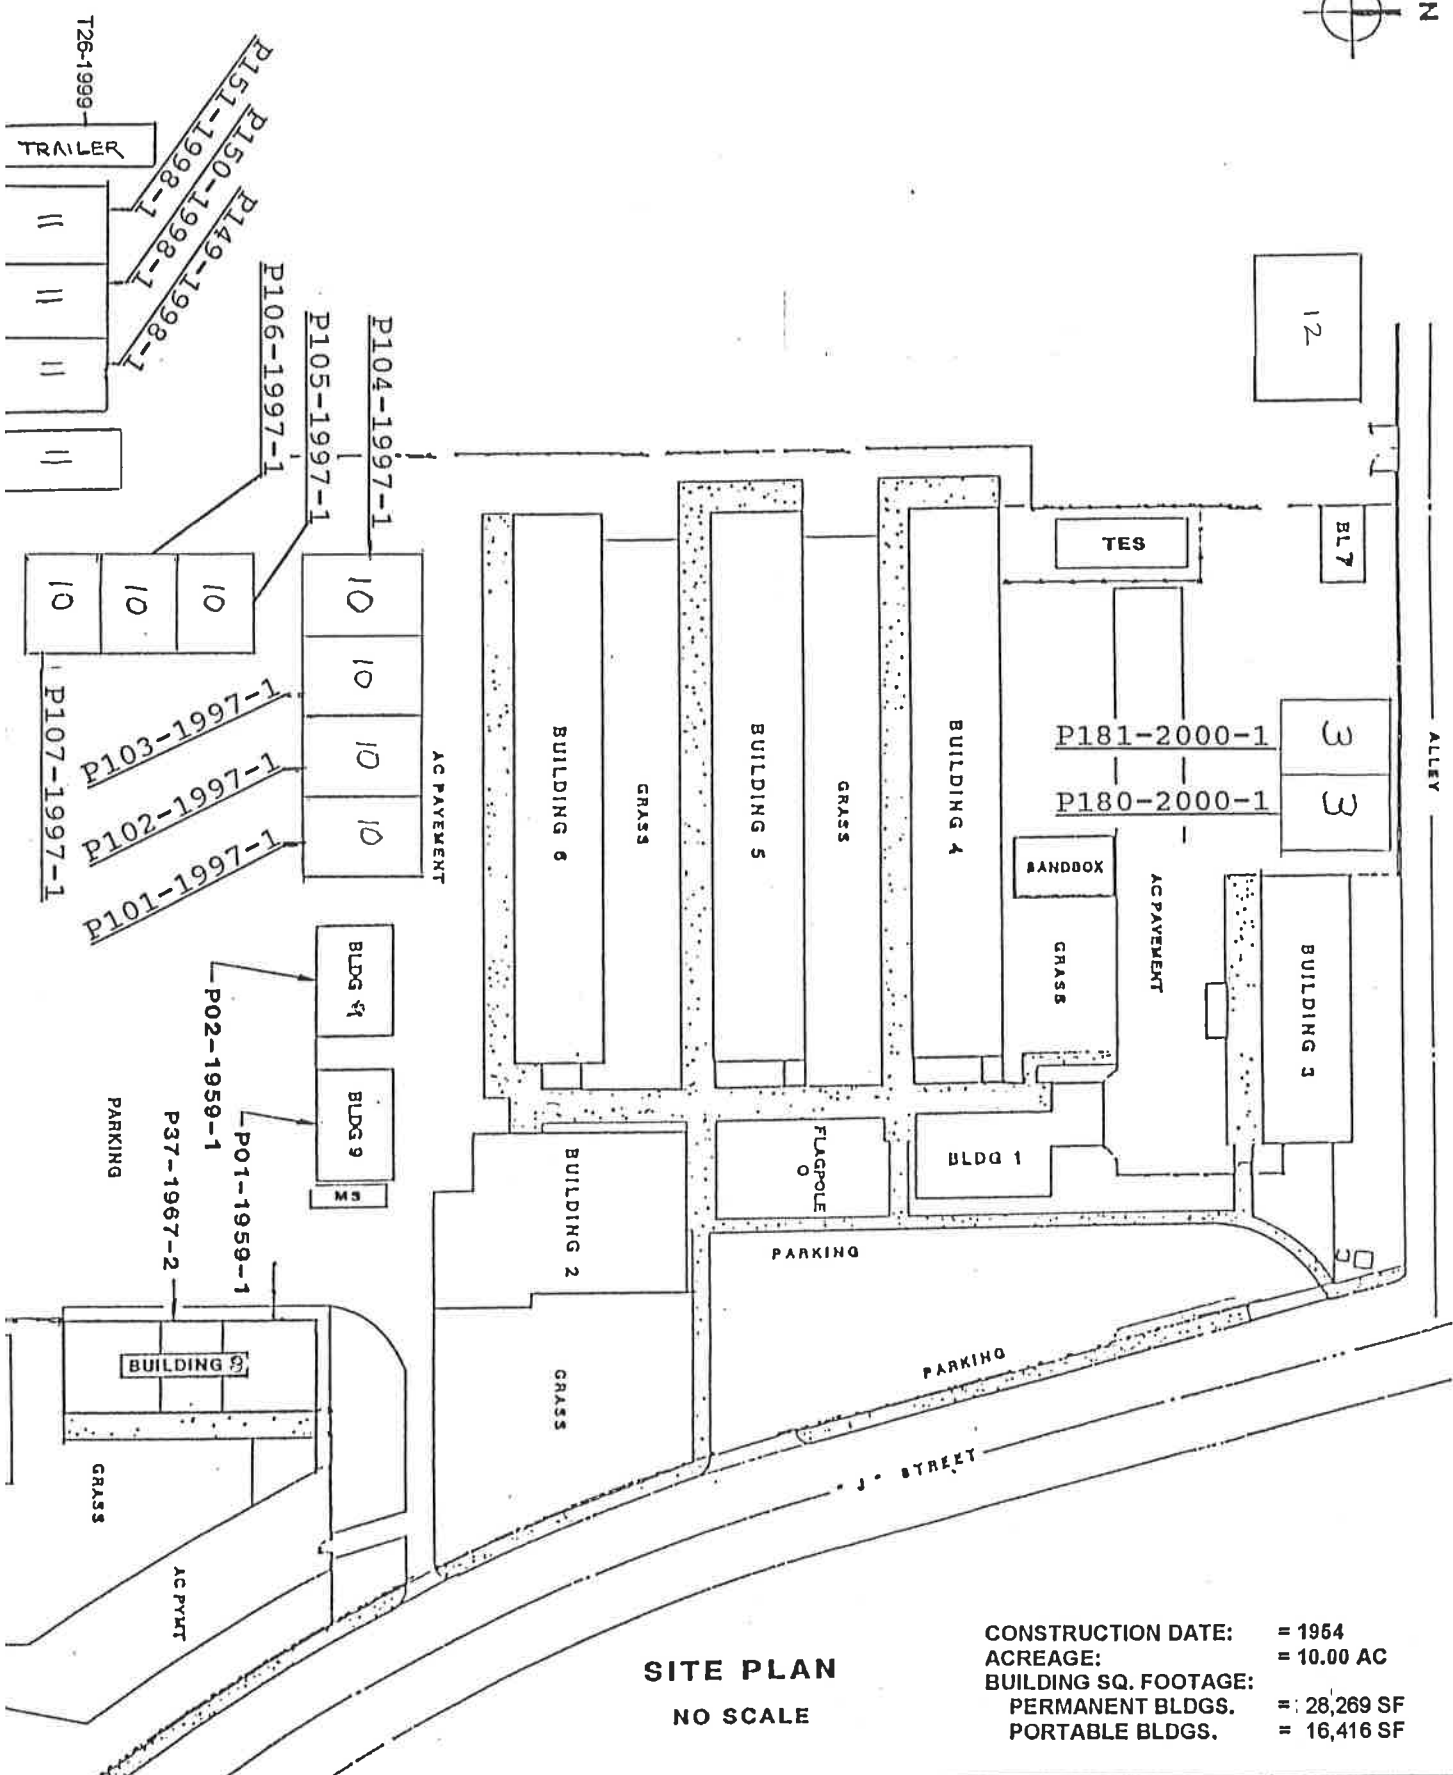 N
T26-1999
TRAILER
P151-1998-1
P150-1998-1
P149-1998-1
11
11
11
11
P106-1997-1
P105-1997-1
P104-1997-1
12
BL7
TES
10
10
10
10
10
10
10
P107-1997-1
P103-1997-1
P102-1997-1
P101-1997-1
AC PAVEMENT
BUILDING 6
GRASS
BUILDING 5
GRASS
BUILDING 4
P181-2000-1
3
P180-2000-1
3
ALLEY
SANDBOX
GRASS
AC PAVEMENT
BUILDING 3
BLDG
P02-1959-1
BLDG 9
P01-1959-1
MS
PARKING
P37-1967-2
BUILDING 2
FLAGPOLE
BLDG 1
PARKING
PARKING
"J" STREET
BUILDING
GRASS
GRASS
AC PVMT
SITE PLAN
NO SCALE
CONSTRUCTION DATE: = 1954
ACREAGE: = 10.00 AC
BUILDING SQ. FOOTAGE:
PERMANENT BLDGS. = 28,269 SF
PORTABLE BLDGS. = 16,416 SF